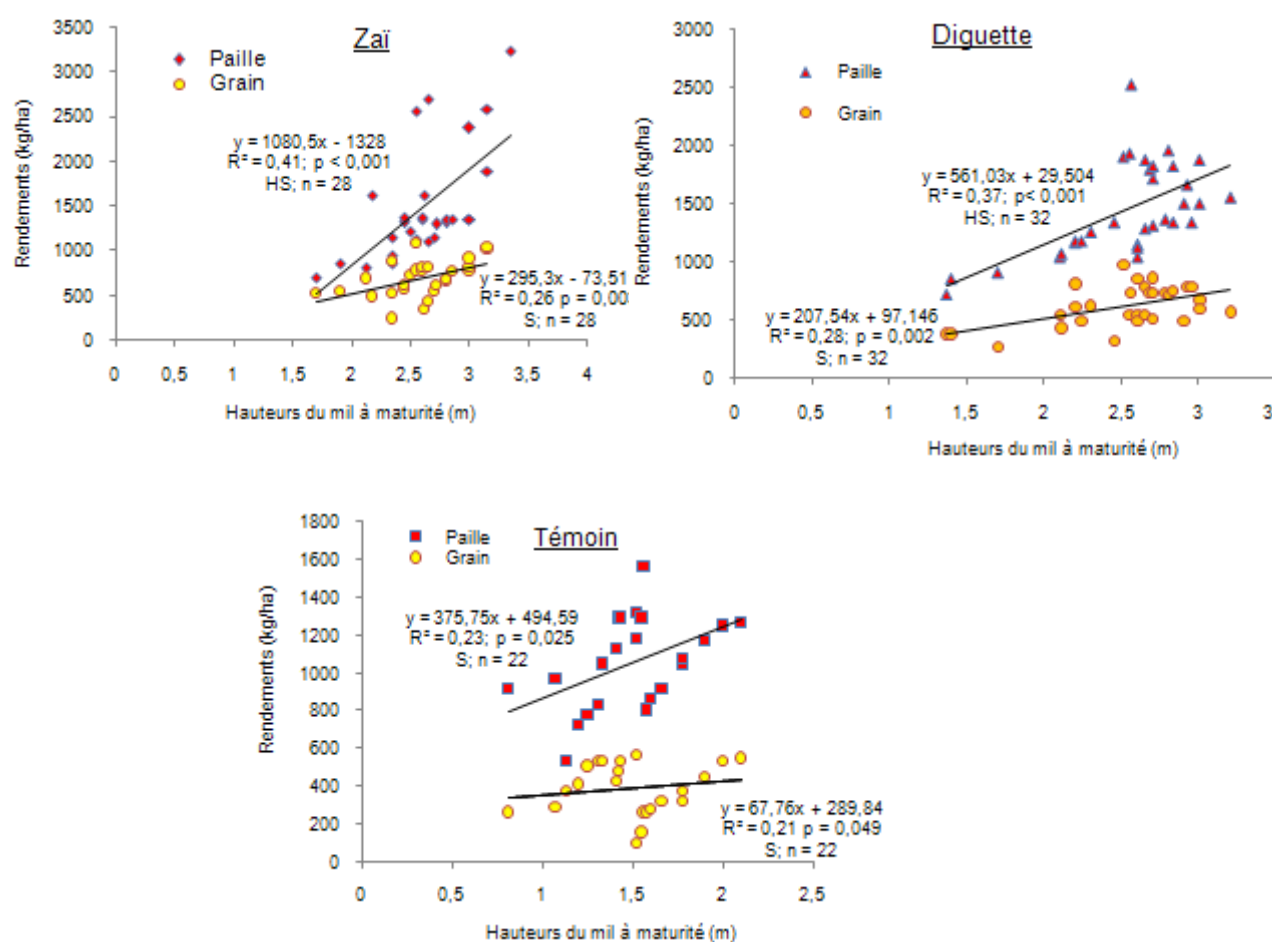 Zaï
Paille
Grain
Rendements (kg/ha)
3500
3000
2500
2000
1500
1000
500
0
y = 1080,5x - 1328
R² = 0,41; p < 0,001
HS; n = 28
y = 295,3x - 73,51
R² = 0,26 p = 0,00
S; n = 28
0 0,5 1 1,5 2 2,5 3 3,5 4
Hauteurs du mil à maturité (m)
Diguette
Paille
Grain
Rendements (kg/ha)
3000
2500
2000
1500
1000
500
0
y = 561,03x + 29,504
R² = 0,37; p< 0,001
HS; n = 32
y = 207,54x + 97,146
R² = 0,28; p = 0,002
S; n = 32
0 0,5 1 1,5 2 2,5 3
Hauteurs du mil à maturité (m)
Témoin
Paille
Grain
Rendements (kg/ha)
1800
1600
1400
1200
1000
800
600
400
200
0
y = 375,75x + 494,59
R² = 0,23; p = 0,025
S; n = 22
y = 67,76x + 289,84
R² = 0,21 p = 0,049
S; n = 22
0 0,5 1 1,5 2 2,5
Hauteurs du mil à maturité (m)